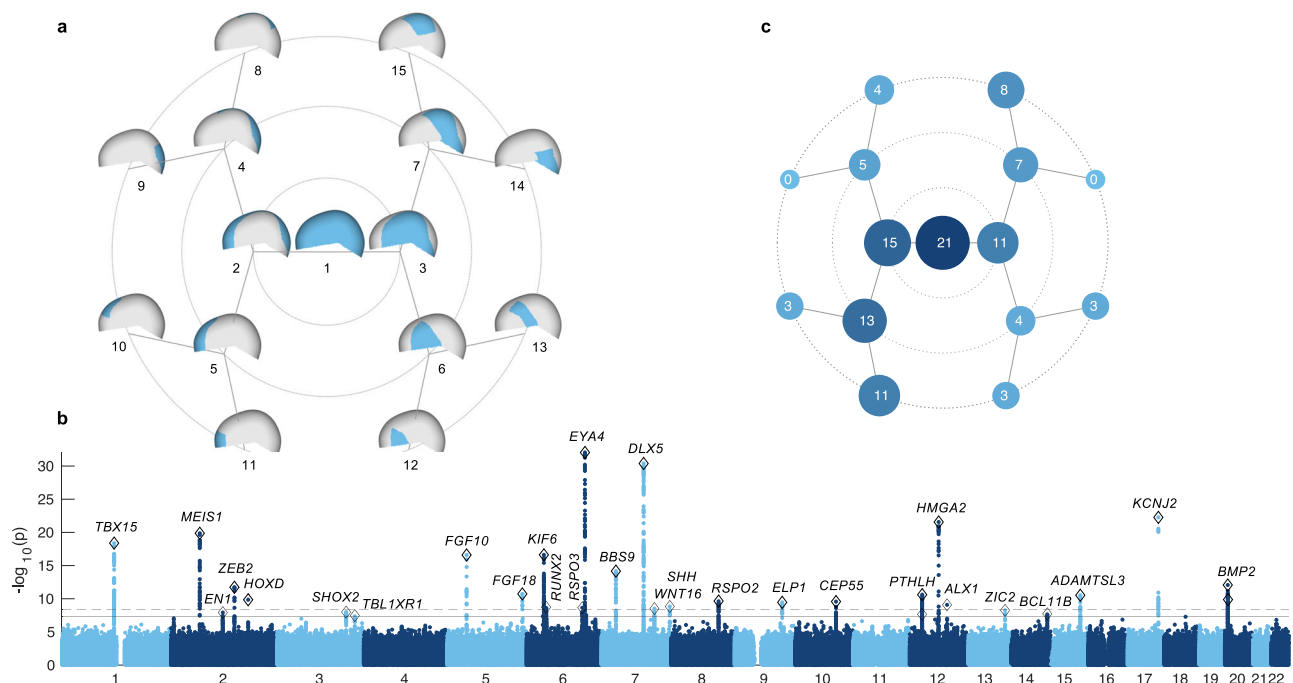 a
8
15
4
7
9
14
2
1
3
10
13
5
6
11
12
c
4
8
5
7
0
0
15
21
11
3
3
13
4
11
3
b
-log10(p)
30
25
20
15
10
5
0
TBX15
MEIS1
EN1
ZEB2
HOXD
SHOX2
TBL1XR1
FGF10
FGF18
KIF6
RUNX2
RSPO3
EYA4
BBS9
DLX5
WNT16
SHH
RSPO2
ELP1
CEP55
PTHLH
HMGA2
ALX1
ZIC2
BCL11B
ADAMTSL3
KCNJ2
BMP2
1 2 3 4 5 6 7 8 9 10 11 12 13 14 15 16 17 18 19 20 2122